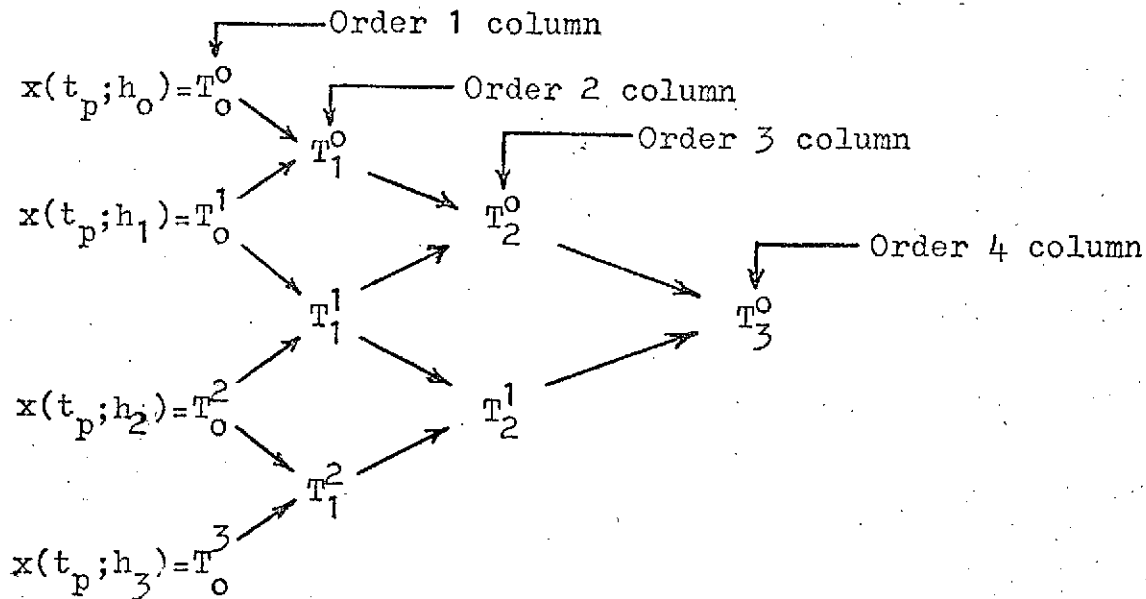 Order 1 column
x(t_p;h_o)=T_o^o
Order 2 column
T_1^o
Order 3 column
x(t_p;h_1)=T_o^1
T_2^o
Order 4 column
T_1^1
T_3^o
x(t_p;h_2)=T_o^2
T_2^1
T_1^2
x(t_p;h_3)=T_o^3